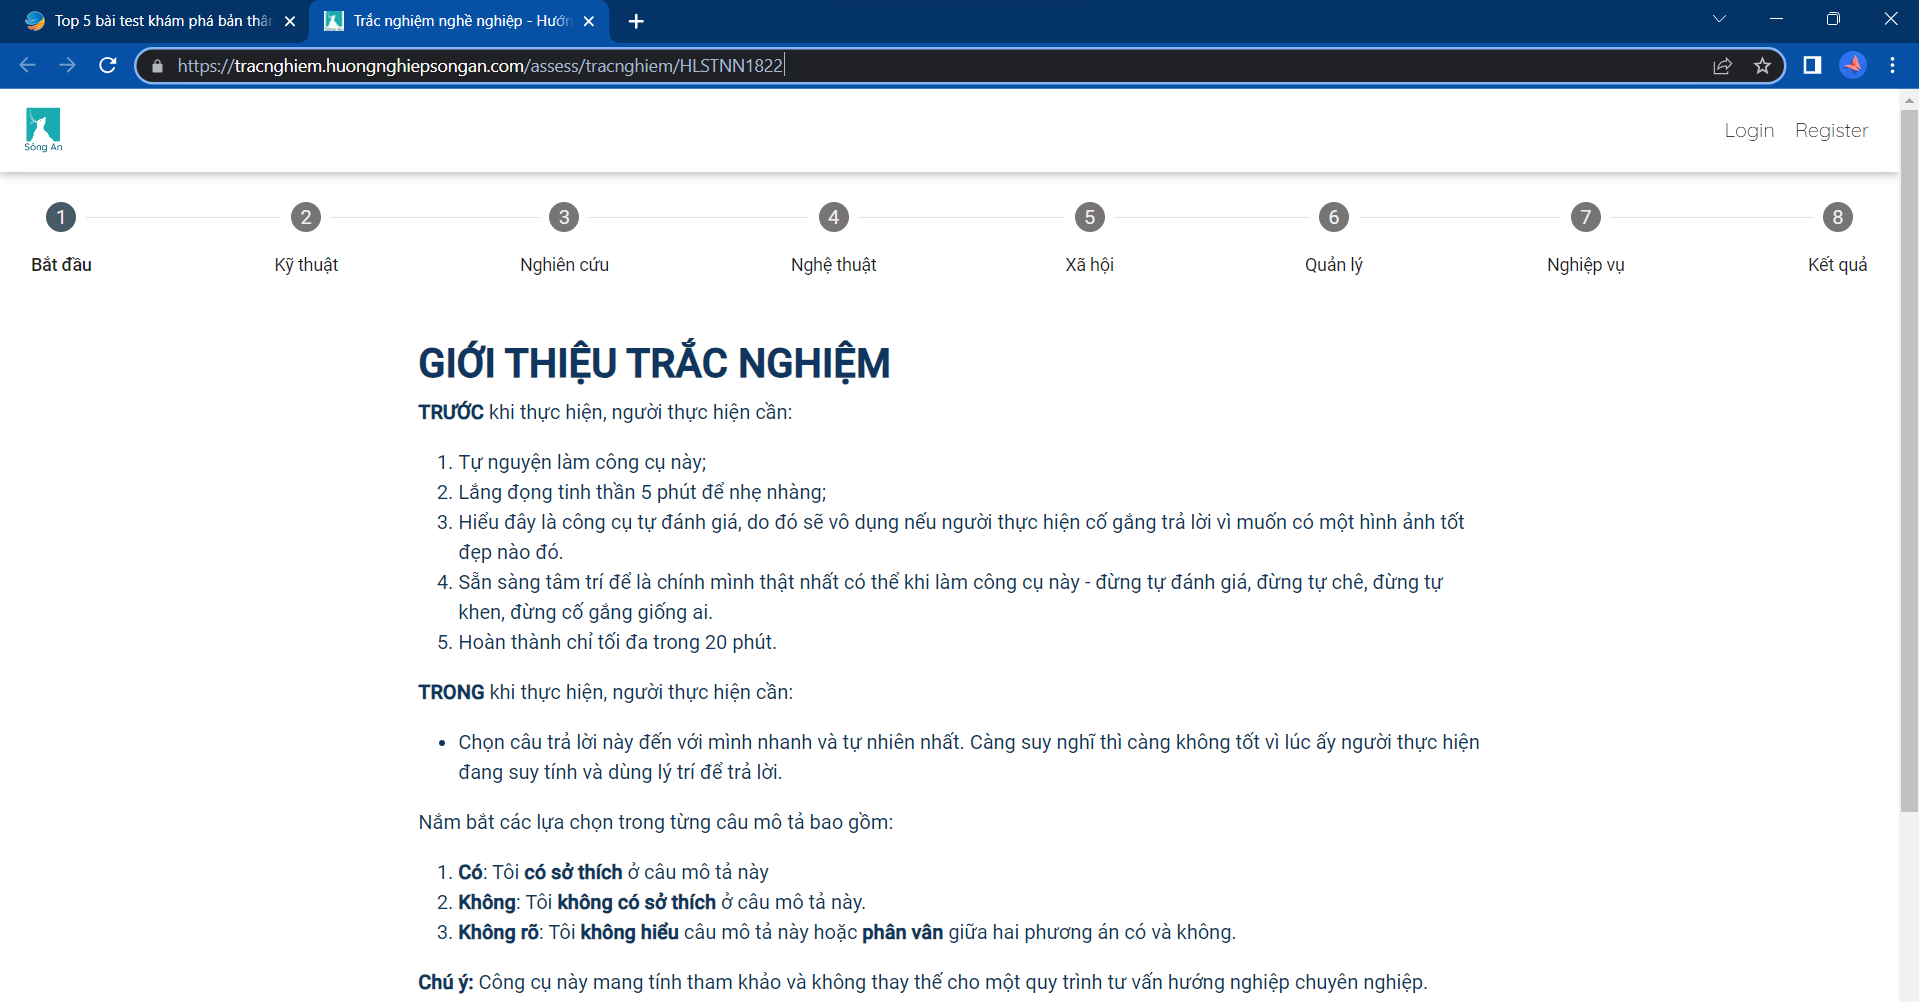 Top 5 bài test khám phá bản thân
Trắc nghiệm nghề nghiệp - Hướn
https://tracnghiem.huongnghiepsongan.com/assess/tracnghiem/HLSTNN1822
Sông An
Login Register
1 2 3 4 5 6 7 8
Bắt đầu Kỹ thuật Nghiên cứu Nghệ thuật Xã hội Quản lý Nghiệp vụ Kết quả
GIỚI THIỆU TRẮC NGHIỆM
TRƯỚC khi thực hiện, người thực hiện cần:
1. Tự nguyện làm công cụ này;
2. Lắng đọng tinh thần 5 phút để nhẹ nhàng;
3. Hiểu đây là công cụ tự đánh giá, do đó sẽ vô dụng nếu người thực hiện cố gắng trả lời vì muốn có một hình ảnh tốt
đẹp nào đó.
4. Sẵn sàng tâm trí để là chính mình thật nhất có thể khi làm công cụ này - đừng tự đánh giá, đừng tự chê, đừng tự
khen, đừng cố gắng giống ai.
5. Hoàn thành chỉ tối đa trong 20 phút.
TRONG khi thực hiện, người thực hiện cần:
• Chọn câu trả lời này đến với mình nhanh và tự nhiên nhất. Càng suy nghĩ thì càng không tốt vì lúc ấy người thực hiện
đang suy tính và dùng lý trí để trả lời.
Nắm bắt các lựa chọn trong từng câu mô tả bao gồm:
1. Có: Tôi có sở thích ở câu mô tả này
2. Không: Tôi không có sở thích ở câu mô tả này.
3. Không rõ: Tôi không hiểu câu mô tả này hoặc phân vân giữa hai phương án có và không.
Chú ý: Công cụ này mang tính tham khảo và không thay thế cho một quy trình tư vấn hướng nghiệp chuyên nghiệp.